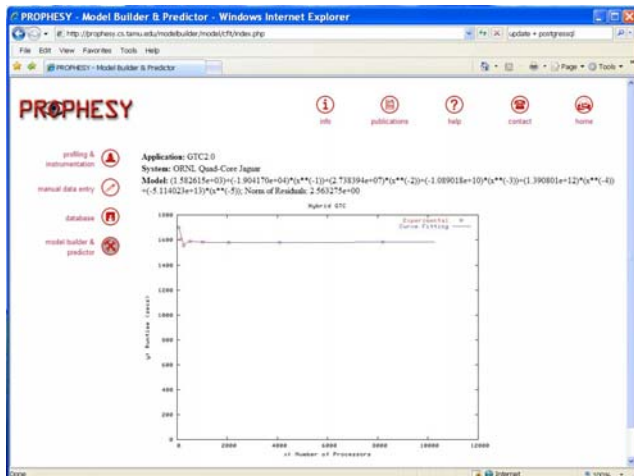 PROPHESY - Model Builder & Predictor - Windows Internet Explorer
http://prophesy.cs.tamu.edu/modelbuilder/model/cfit/index.php
update + postgressql
File Edit View Favorites Tools Help
PROPHESY - Model Builder & Predictor
Page Tools
PROPHESY
info publications help contact home
profiling &
instrumentation
manual data entry
database
model builder &
predictor
Application: GTC2.0
System: ORNL Quad-Core Jaguar
Model: (1.582615e+03)+(-1.904170e+04)*(x**(-1))+(2.738394e+07)*(x**(-2))+(-1.089018e+10)*(x**(-3))+(1.390801e+12)*(x**(-4))
+(-5.114023e+13)*(x**(-5)); Norm of Residuals: 2.563275e+00
Hybrid GTC
Experimental
Curve Fitting
1800
1600
1400
1200
1000
800
600
400
200
0
y: Runtime (secs)
0 2000 4000 6000 8000 10000 12000
x: Number of Processors
Done
Internet
100%